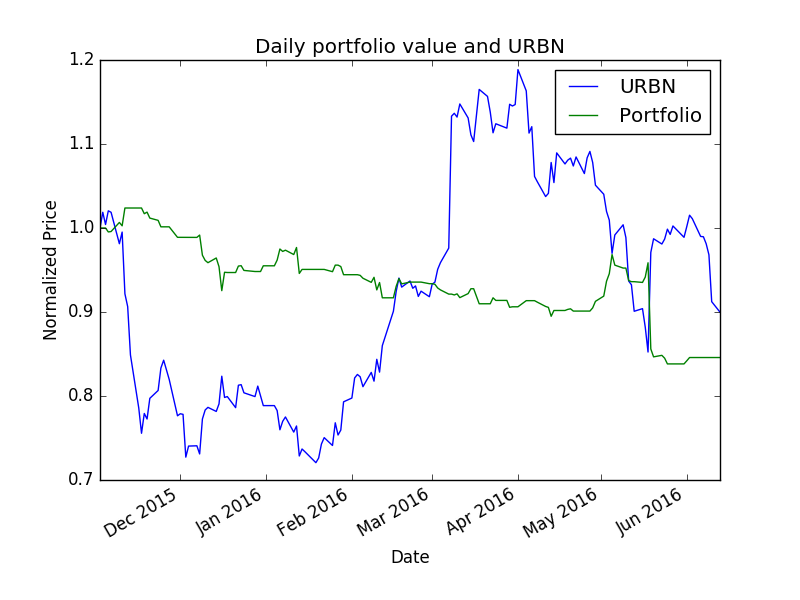 Daily portfolio value and URBN
1.2
1.1
1.0
0.9
0.8
0.7
Normalized Price
URBN
Portfolio
Dec 2015
Jan 2016
Feb 2016
Mar 2016
Apr 2016
May 2016
Jun 2016
Date